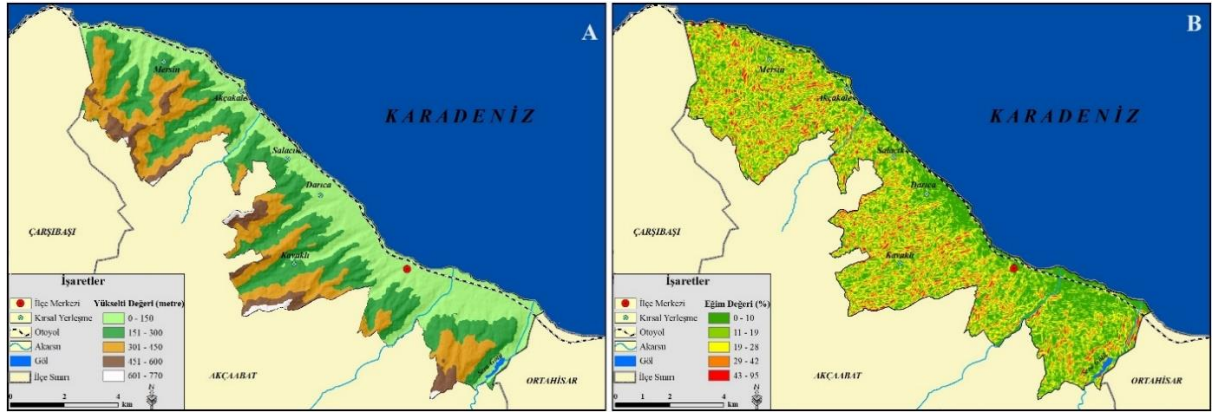 A
KARADENİZ
Mersin
Akçakale
Salacık
Darıca
Kavaklı
ÇARŞIBAŞI
AKÇAABAT
ORTAHİSAR
İşaretler
İlçe Merkezi
Kırsal Yerleşme
Otoyol
Akarsu
Göl
İlçe Sınırı
Yükselti Değeri (metre)
0 - 150
151 - 300
301 - 450
451 - 600
601 - 770
0 2 4
km
B
KARADENİZ
Mersin
Akçakale
Salacık
Darıca
Kavaklı
ÇARŞIBAŞI
AKÇAABAT
ORTAHİSAR
İşaretler
İlçe Merkezi
Kırsal Yerleşme
Otoyol
Akarsu
Göl
İlçe Sınırı
Eğim Değeri (%)
0 - 10
11 - 19
19 - 28
29 - 42
43 - 95
0 2 4
km